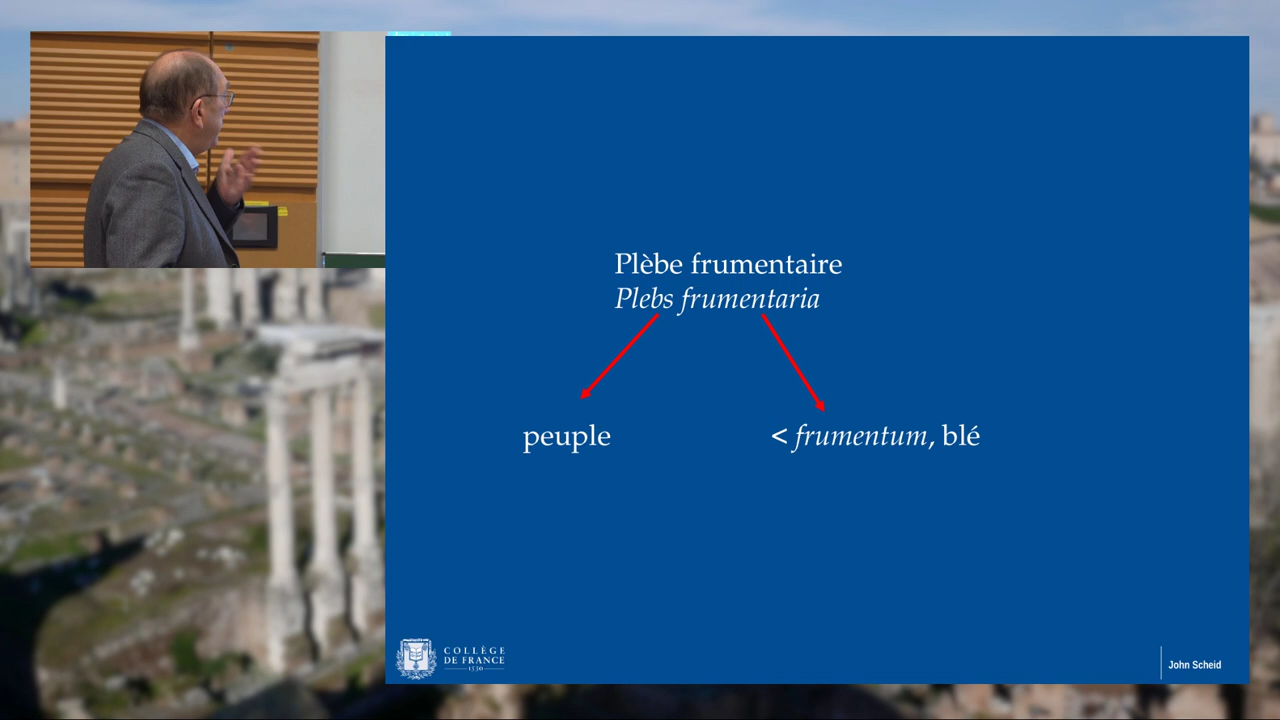 Plèbe frumentaire
Plebs frumentaria
peuple
< frumentum, blé
COLLÈGE
DE FRANCE
1530
John Scheid